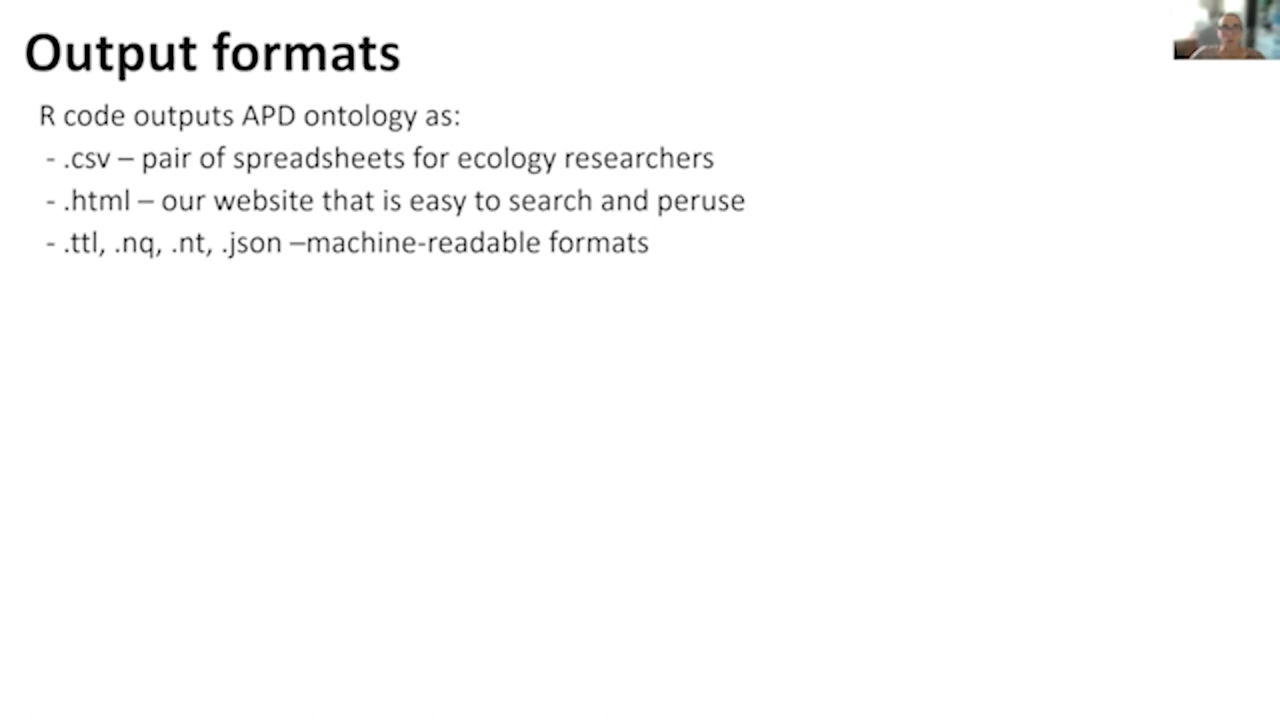 Output formats
R code outputs APD ontology as:
- .csv – pair of spreadsheets for ecology researchers
- .html – our website that is easy to search and peruse
- .ttl, .nq, .nt, .json –machine-readable formats